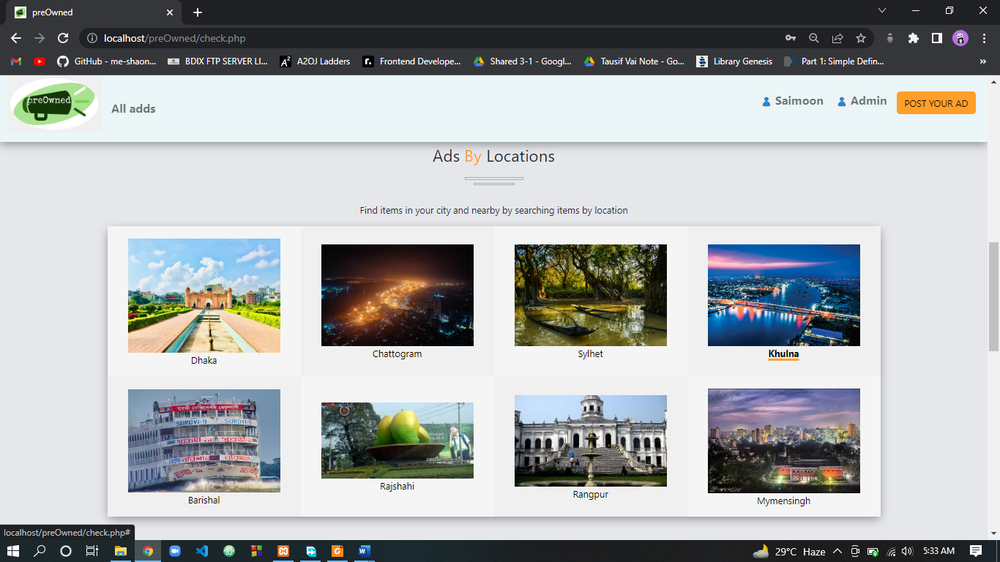 preOwned
localhost/preOwned/check.php
GitHub - me-shaon...
BDIX FTP SERVER LI...
A2OJ Ladders
Frontend Develope...
Shared 3-1 - Googl...
Tausif Vai Note - Go...
Library Genesis
Part 1: Simple Defin...
preOwned
All adds
Saimoon
Admin
POST YOUR AD
Ads By Locations
Find items in your city and nearby by searching items by location
Dhaka
Chattogram
Sylhet
Khulna
SUROVI-9
SUROVI-9
Barishal
Rajshahi
Rangpur
Mymensingh
localhost/preOwned/check.php#
29°C Haze
5:33 AM